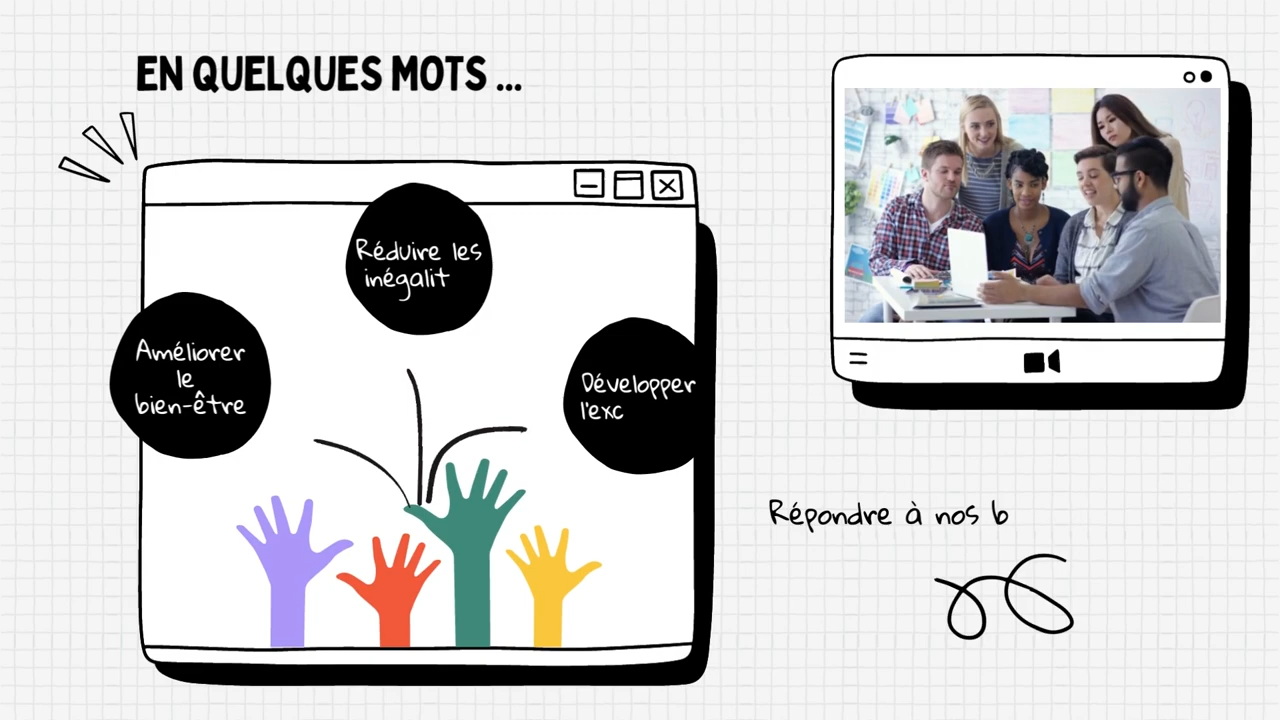 EN QUELQUES MOTS ...
Réduire les
inégalit
Améliorer
le
bien-être
Développer
l'exc
Répondre à nos b